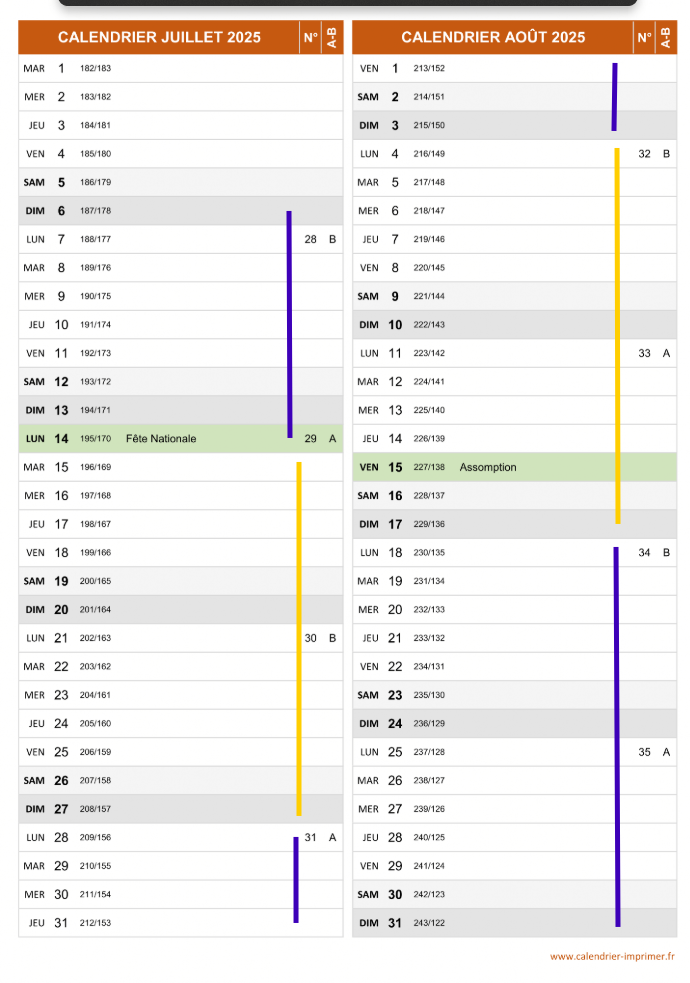 CALENDRIER JUILLET 2025 N° A-B
MAR 1 182/183
MER 2 183/182
JEU 3 184/181
VEN 4 185/180
SAM 5 186/179
DIM 6 187/178
LUN 7 188/177 28 B
MAR 8 189/176
MER 9 190/175
JEU 10 191/174
VEN 11 192/173
SAM 12 193/172
DIM 13 194/171
LUN 14 195/170 Fête Nationale 29 A
MAR 15 196/169
MER 16 197/168
JEU 17 198/167
VEN 18 199/166
SAM 19 200/165
DIM 20 201/164
LUN 21 202/163 30 B
MAR 22 203/162
MER 23 204/161
JEU 24 205/160
VEN 25 206/159
SAM 26 207/158
DIM 27 208/157
LUN 28 209/156 31 A
MAR 29 210/155
MER 30 211/154
JEU 31 212/153
CALENDRIER AOÛT 2025 N° A-B
VEN 1 213/152
SAM 2 214/151
DIM 3 215/150
LUN 4 216/149 32 B
MAR 5 217/148
MER 6 218/147
JEU 7 219/146
VEN 8 220/145
SAM 9 221/144
DIM 10 222/143
LUN 11 223/142 33 A
MAR 12 224/141
MER 13 225/140
JEU 14 226/139
VEN 15 227/138 Assomption
SAM 16 228/137
DIM 17 229/136
LUN 18 230/135 34 B
MAR 19 231/134
MER 20 232/133
JEU 21 233/132
VEN 22 234/131
SAM 23 235/130
DIM 24 236/129
LUN 25 237/128 35 A
MAR 26 238/127
MER 27 239/126
JEU 28 240/125
VEN 29 241/124
SAM 30 242/123
DIM 31 243/122
www.calendrier-imprimer.fr